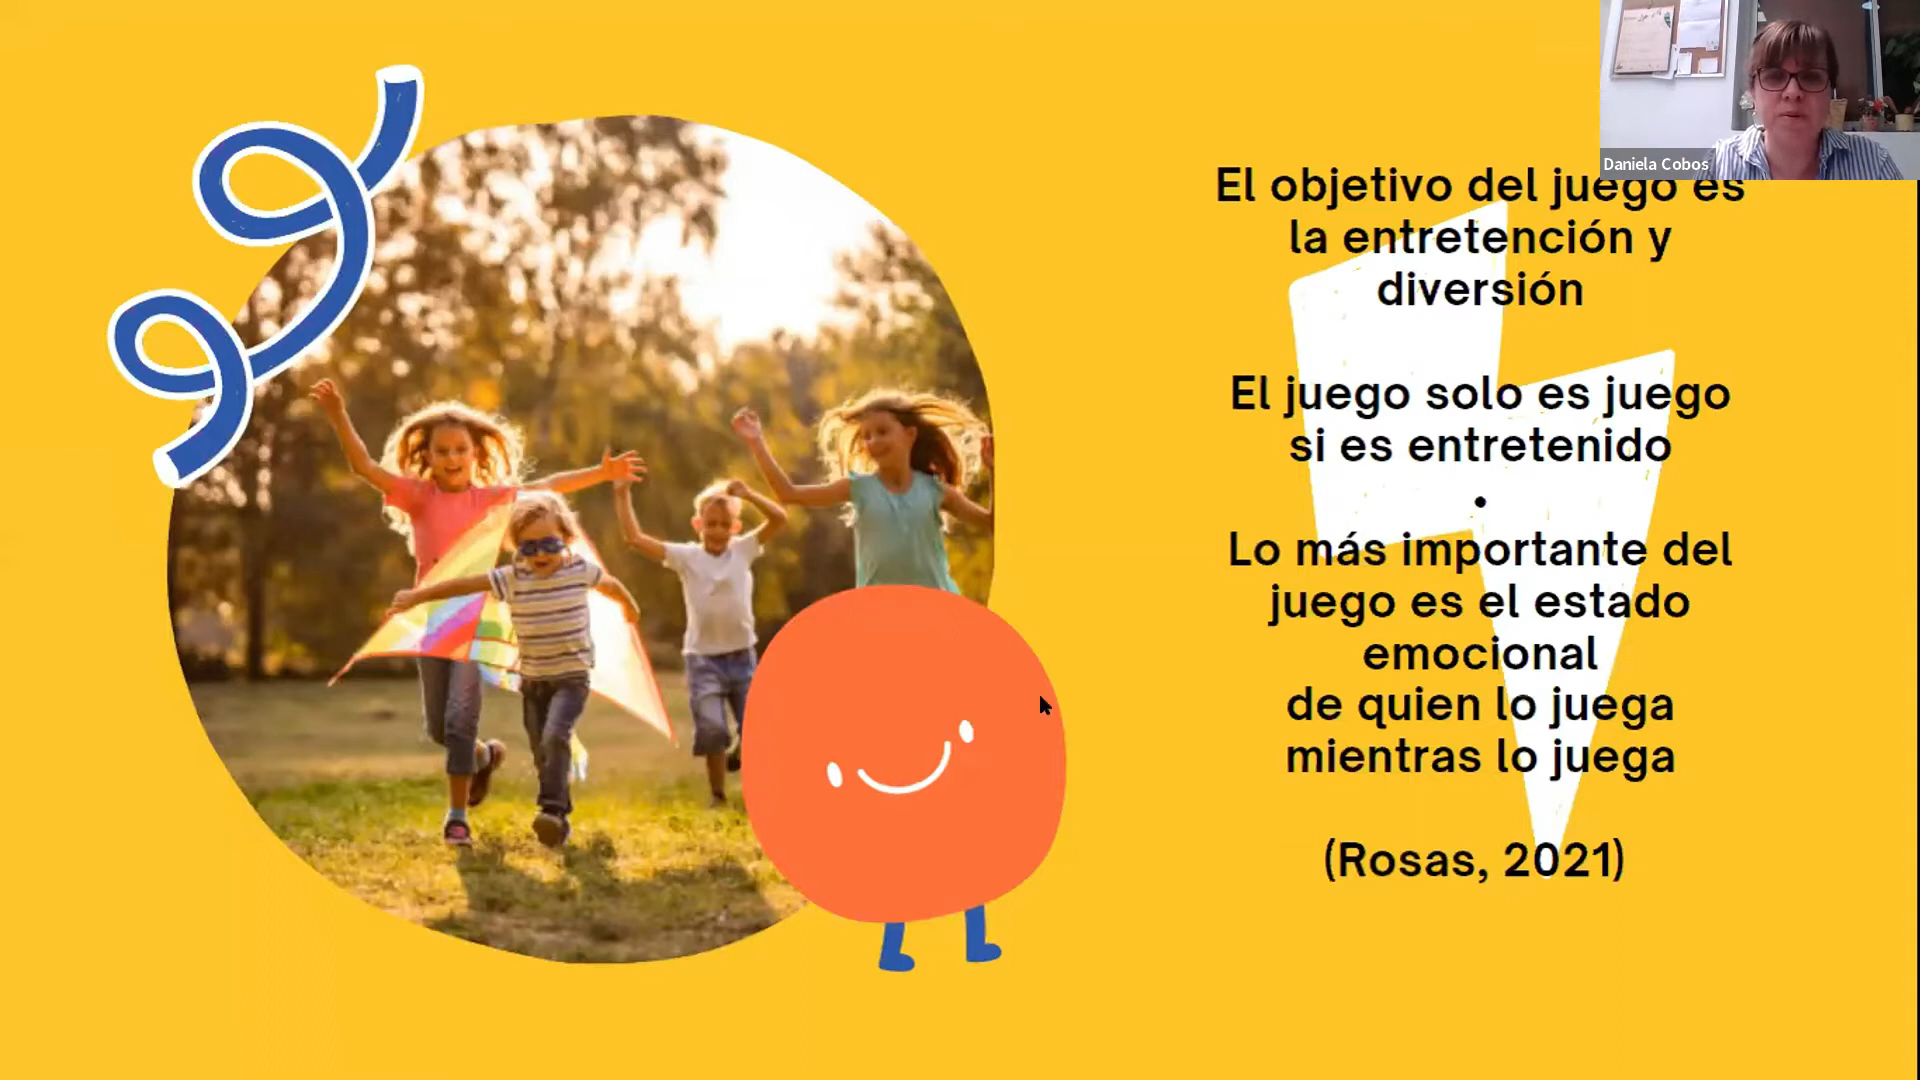 Daniela Cobos
El objetivo del juego es
la entretención y
diversión
El juego solo es juego
si es entretenido
•
Lo más importante del
juego es el estado
emocional
de quien lo juega
mientras lo juega
(Rosas, 2021)